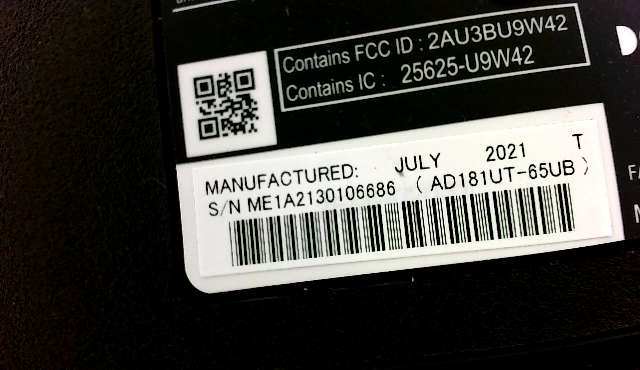 Contains FCC ID : 2AU3BU9W42
Contains IC : 25625-U9W42
MANUFACTURED: JULY 2021 T
S/N ME1A2130106686 ( AD181UT-65UB )